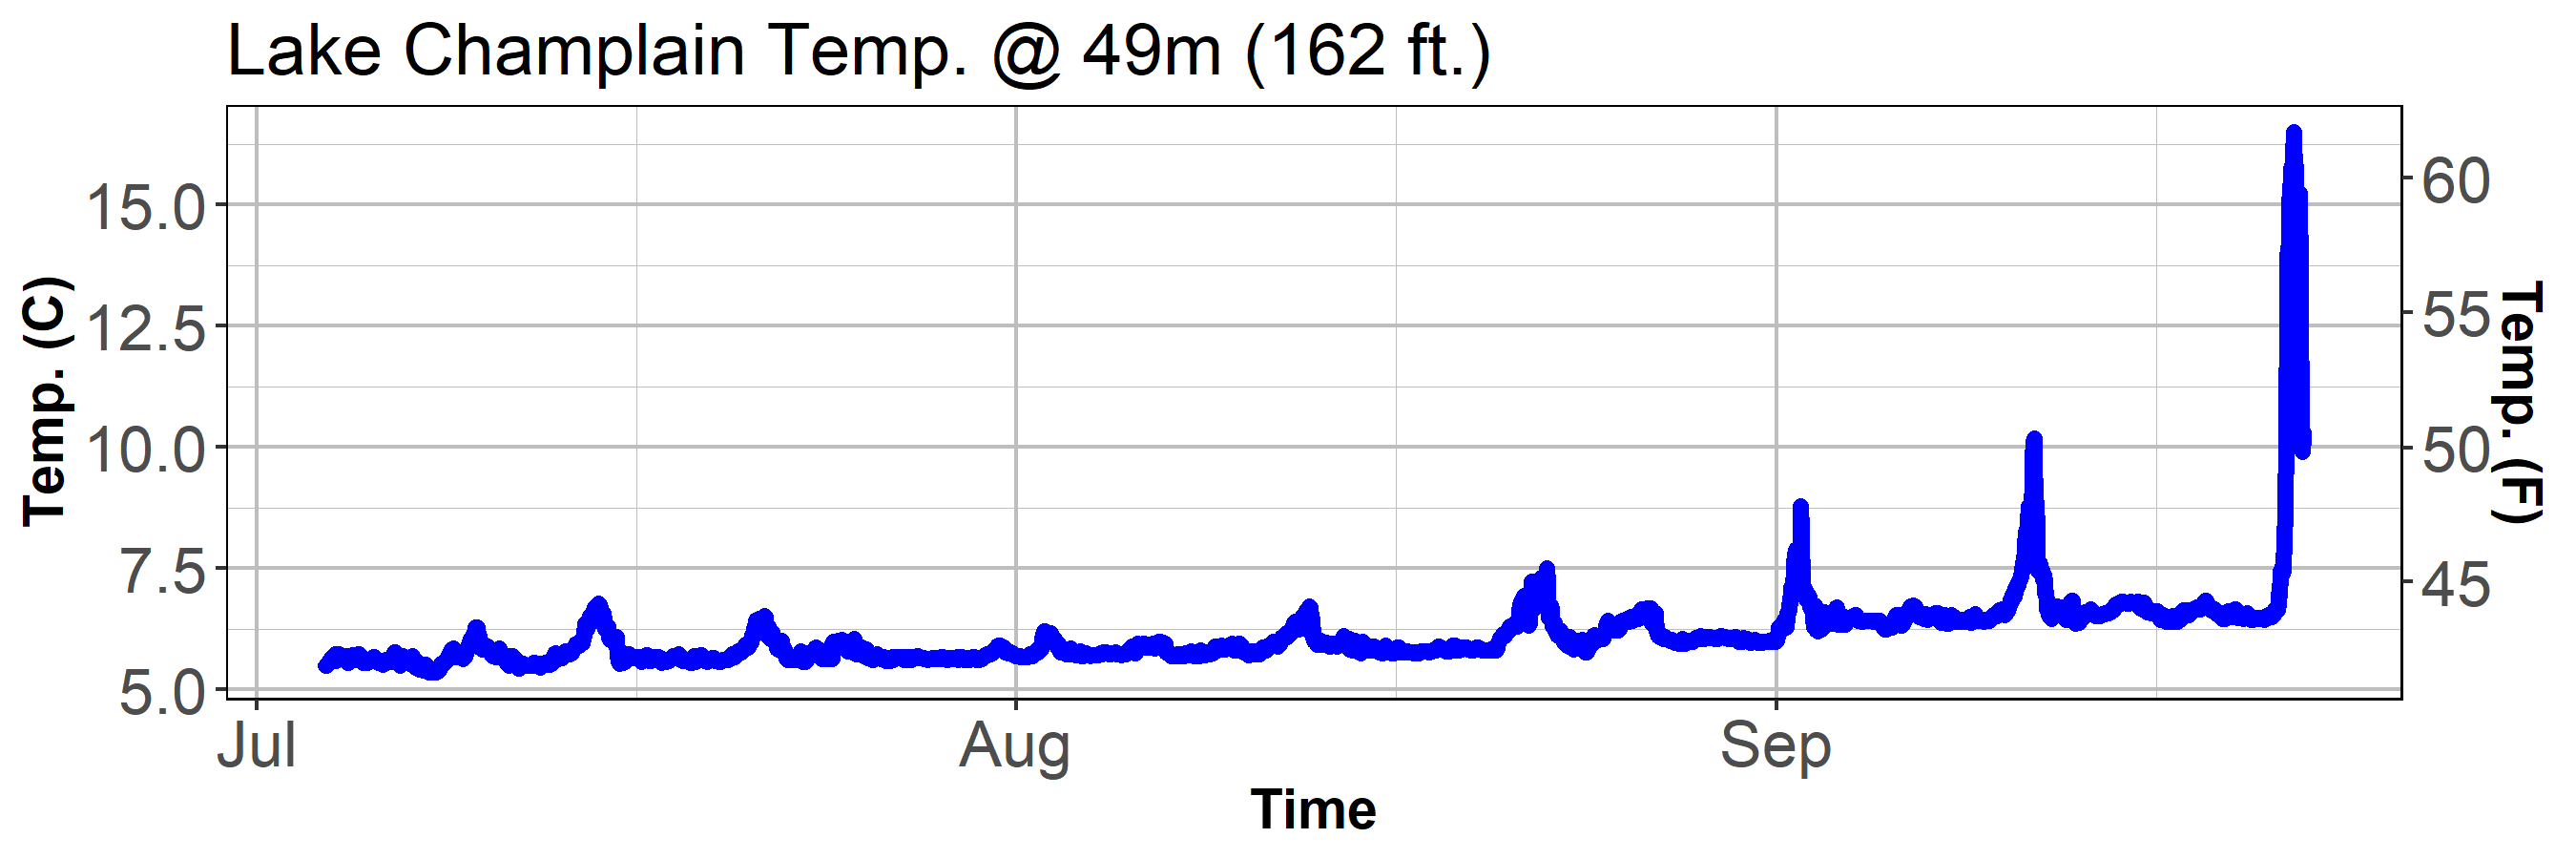 Lake Champlain Temp. @ 49m (162 ft.)
Temp. (C)
15.0
12.5
10.0
7.5
5.0
60
55
50
45
Temp. (F)
Jul Aug Sep
Time